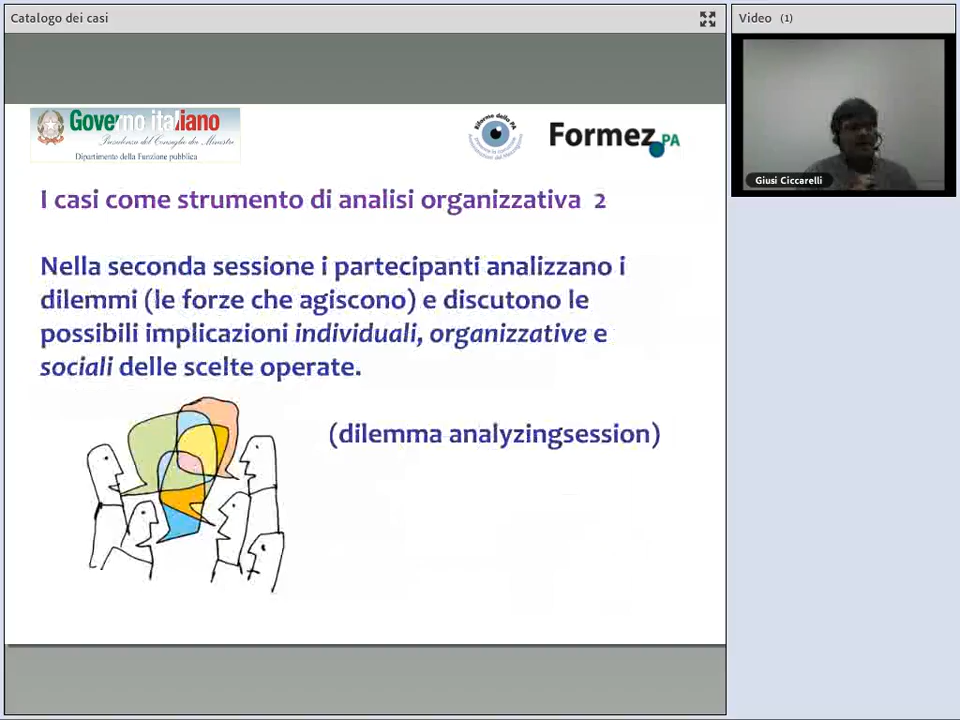 Catalogo dei casi
Video (1)
Governo italiano
Presidenza del Consiglio dei Ministri
Dipartimento della Funzione pubblica
Formez PA
Giusi Ciccarelli
I casi come strumento di analisi organizzativa 2
Nella seconda sessione i partecipanti analizzano i
dilemmi (le forze che agiscono) e discutono le
possibili implicazioni individuali, organizzative e
sociali delle scelte operate.
(dilemma analyzingsession)